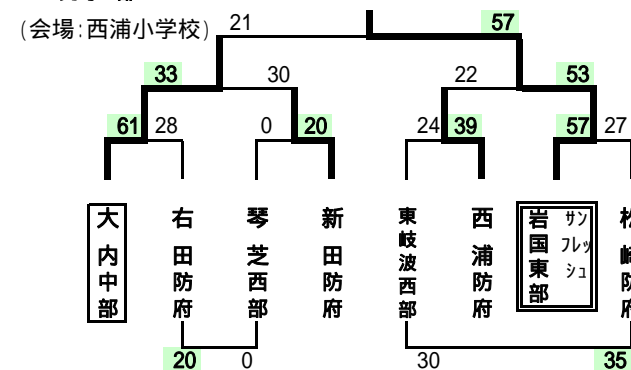 (会場:西浦小学校)
21
57
33
30
22
53
61
28
0
20
24
39
57
27
大内中部
右田防府
琴芝西部
新田防府
東岐波西部
西浦防府
岩国東部
サンフレッシュ
防府
20
0
30
35